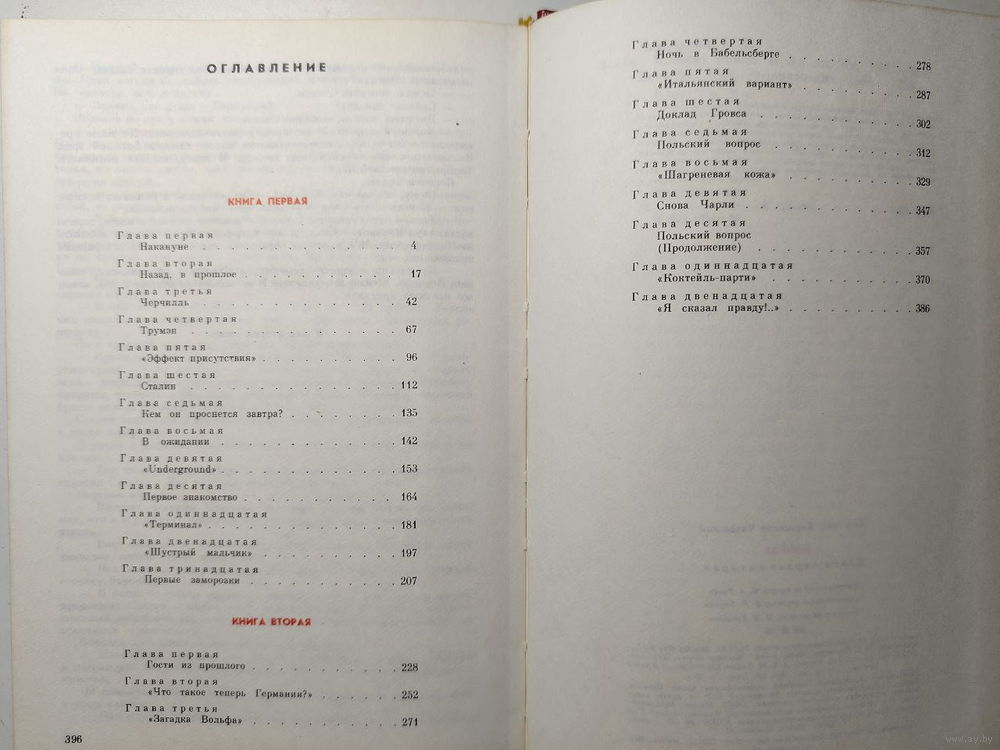 ОГЛАВЛЕНИЕ
КНИГА ПЕРВАЯ
Глава первая
Накануне . . . . . . . . . . . . . 4
Глава вторая
Назад, в прошлое . . . . . . . . . . 17
Глава третья
Черчилль . . . . . . . . . . . . . 42
Глава четвертая
Трумэн . . . . . . . . . . . . . 67
Глава пятая
«Эффект присутствия» . . . . . . . . . 96
Глава шестая
Сталин . . . . . . . . . . . . . 112
Глава седьмая
Кем он проснется завтра? . . . . . . . 135
Глава восьмая
В ожидании . . . . . . . . . . . 142
Глава девятая
«Underground» . . . . . . . . . . . 153
Глава десятая
Первое знакомство . . . . . . . . . . 164
Глава одиннадцатая
«Терминал» . . . . . . . . . . . . 181
Глава двенадцатая
«Шустрый мальчик» . . . . . . . . . 197
Глава тринадцатая
Первые заморозки . . . . . . . . . . 207
КНИГА ВТОРАЯ
Глава первая
Гости из прошлого . . . . . . . . . . 228
Глава вторая
«Что такое теперь Германия?» . . . . . . 252
Глава третья
«Загадка Вольфа» . . . . . . . . . . 271
396
Глава четвертая
Ночь в Бабельсберге . . . . . . . . . 278
Глава пятая
«Итальянский вариант» . . . . . . . . 287
Глава шестая
Доклад Гровса . . . . . . . . . . . 302
Глава седьмая
Польский вопрос . . . . . . . . . . 312
Глава восьмая
«Шагреневая кожа» . . . . . . . . . 329
Глава девятая
Снова Чарли . . . . . . . . . . . 347
Глава десятая
Польский вопрос
(Продолжение) . . . . . . . . . . . 357
Глава одиннадцатая
«Коктейль-парти» . . . . . . . . . . 370
Глава двенадцатая
«Я сказал правду!..» . . . . . . . . . 386
www.ay.by